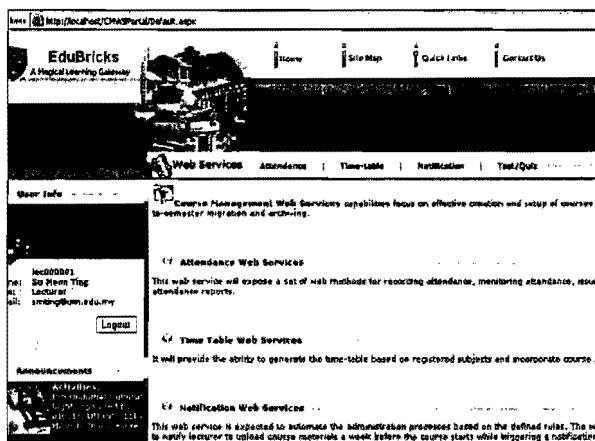 http://localhost/CMWSPortal/Default.aspx
EduBricks
A Magical Learning Gateway
Home
Site Map
Quick Links
Contact Us
Web Services
Attendance
Time-table
Notification
Test/Quiz
User Info
Course Management Web Services capabilities focus on effective creation and setup of courses
to-semester migration and archiving.
lec000001
Su Moon Ting
Lecturer
smting@um.edu.my
Logout
Attendance Web Services
This web service will expose a set of web methods for recording attendance, monitoring attendance,
attendance reports.
Time Table Web Services
It will provide the ability to generate the time-table based on registered subjects and incorporate course
Announcements
Activities:
Notification Web Services
This web service is expected to automate the administration processes based on the defined rules. The
to notify lecturer to upload course materials a week before the course starts while triggering a notification